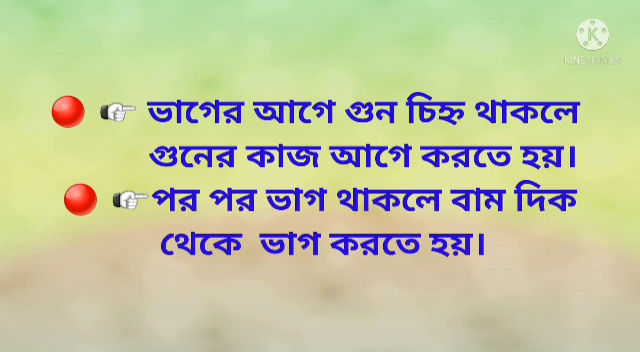 ভাগের আগে গুন চিহ্ন থাকলে
গুনের কাজ আগে করতে হয়।
পর পর ভাগ থাকলে বাম দিক
থেকে ভাগ করতে হয়।